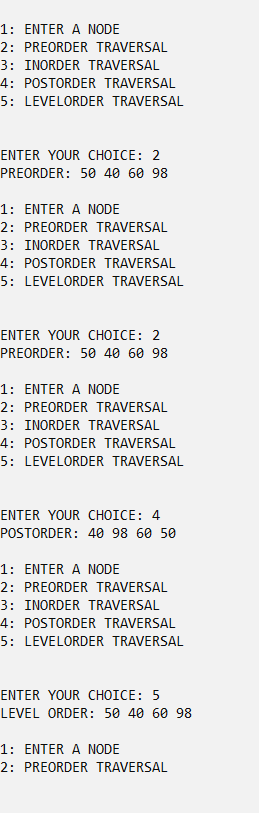 1: ENTER A NODE
2: PREORDER TRAVERSAL
3: INORDER TRAVERSAL
4: POSTORDER TRAVERSAL
5: LEVELORDER TRAVERSAL
ENTER YOUR CHOICE: 2
PREORDER: 50 40 60 98
1: ENTER A NODE
2: PREORDER TRAVERSAL
3: INORDER TRAVERSAL
4: POSTORDER TRAVERSAL
5: LEVELORDER TRAVERSAL
ENTER YOUR CHOICE: 2
PREORDER: 50 40 60 98
1: ENTER A NODE
2: PREORDER TRAVERSAL
3: INORDER TRAVERSAL
4: POSTORDER TRAVERSAL
5: LEVELORDER TRAVERSAL
ENTER YOUR CHOICE: 4
POSTORDER: 40 98 60 50
1: ENTER A NODE
2: PREORDER TRAVERSAL
3: INORDER TRAVERSAL
4: POSTORDER TRAVERSAL
5: LEVELORDER TRAVERSAL
ENTER YOUR CHOICE: 5
LEVEL ORDER: 50 40 60 98
1: ENTER A NODE
2: PREORDER TRAVERSAL